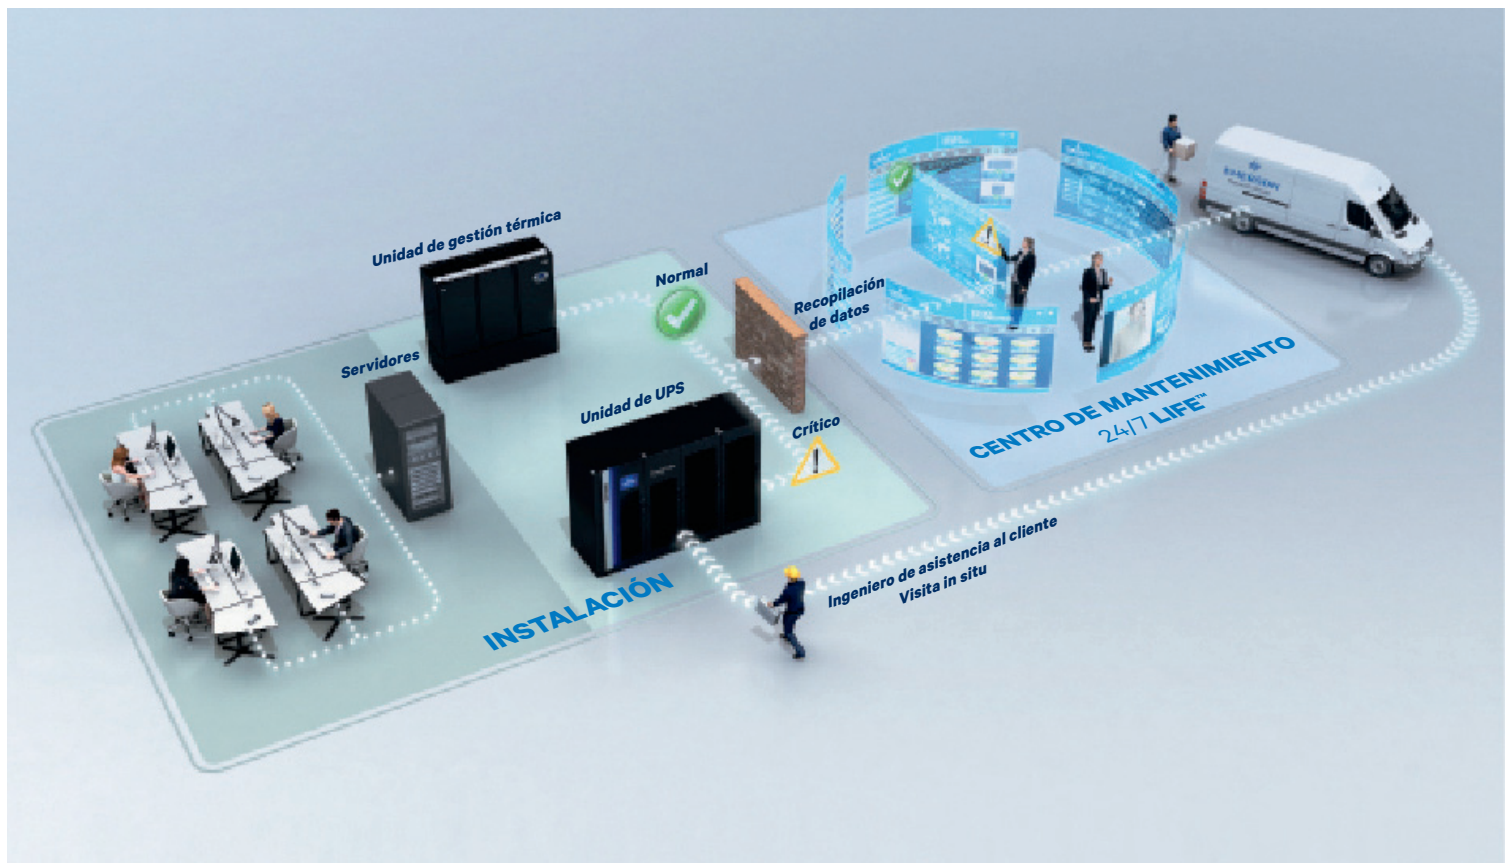 Unidad de gestión térmica
Normal
Servidores
Recopilación
de datos
EMERSON
Unidad de UPS
Crítico
CENTRO DE MANTENIMIENTO
24/7 LIFE™
INSTALACIÓN
Ingeniero de asistencia al cliente
Visita in situ